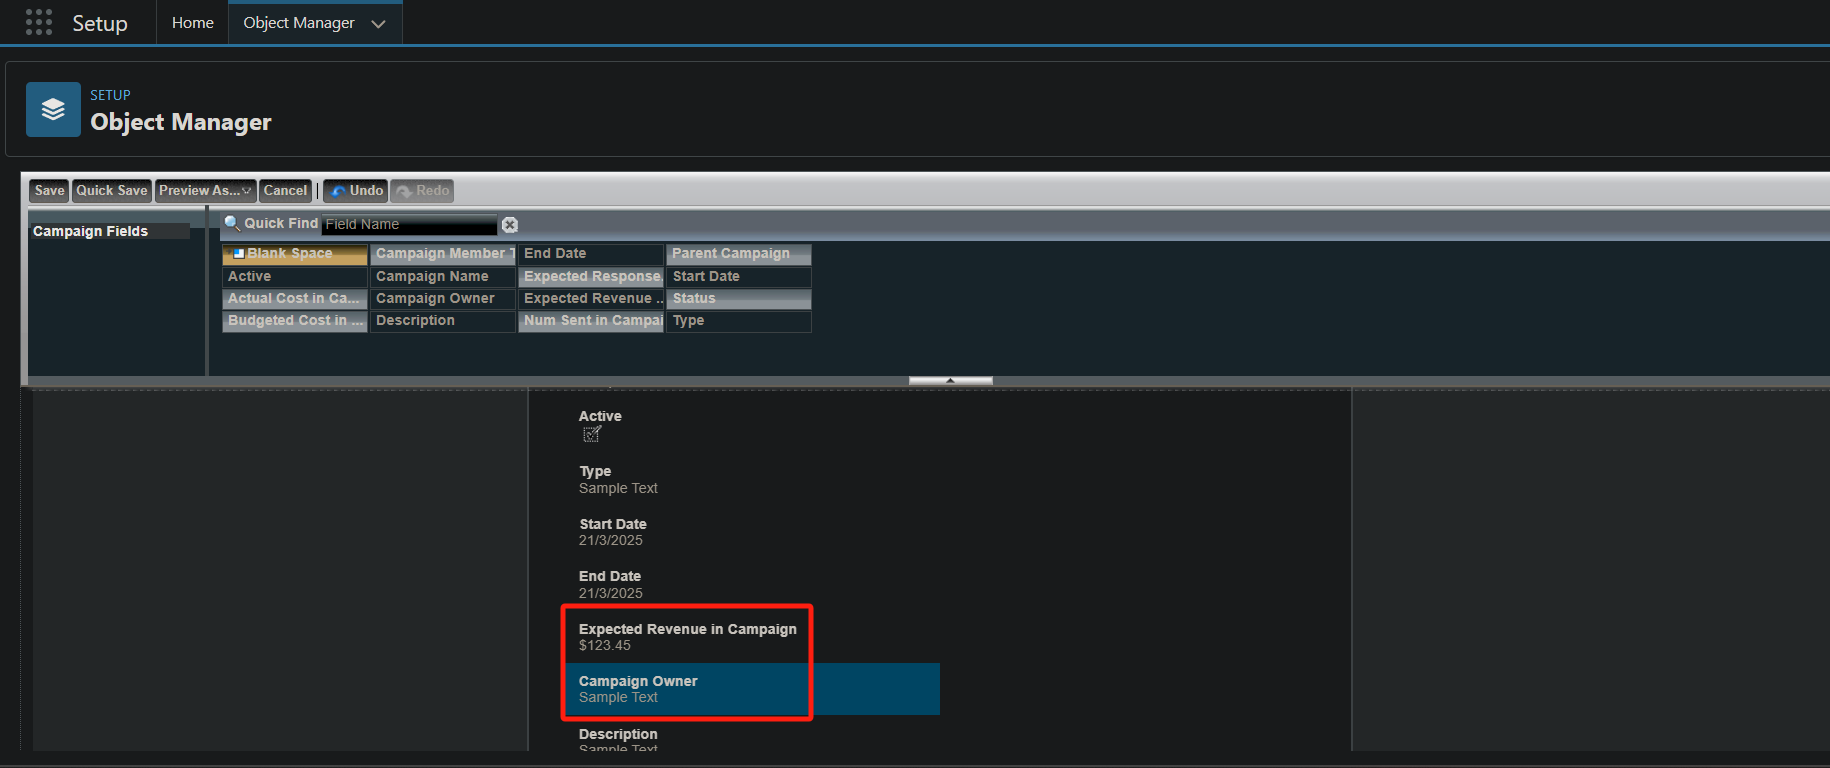 Setup
Home
Object Manager
SETUP
Object Manager
Save
Quick Save
Preview As...
Cancel
Undo
Redo
Campaign Fields
Quick Find
Field Name
Blank Space
Campaign Member T
End Date
Parent Campaign
Active
Campaign Name
Expected Response.
Start Date
Actual Cost in Ca...
Campaign Owner
Expected Revenue ..
Status
Budgeted Cost in ...
Description
Num Sent in Campai
Type
Active
Type
Sample Text
Start Date
21/3/2025
End Date
21/3/2025
Expected Revenue in Campaign
$123.45
Campaign Owner
Sample Text
Description
Sample Text